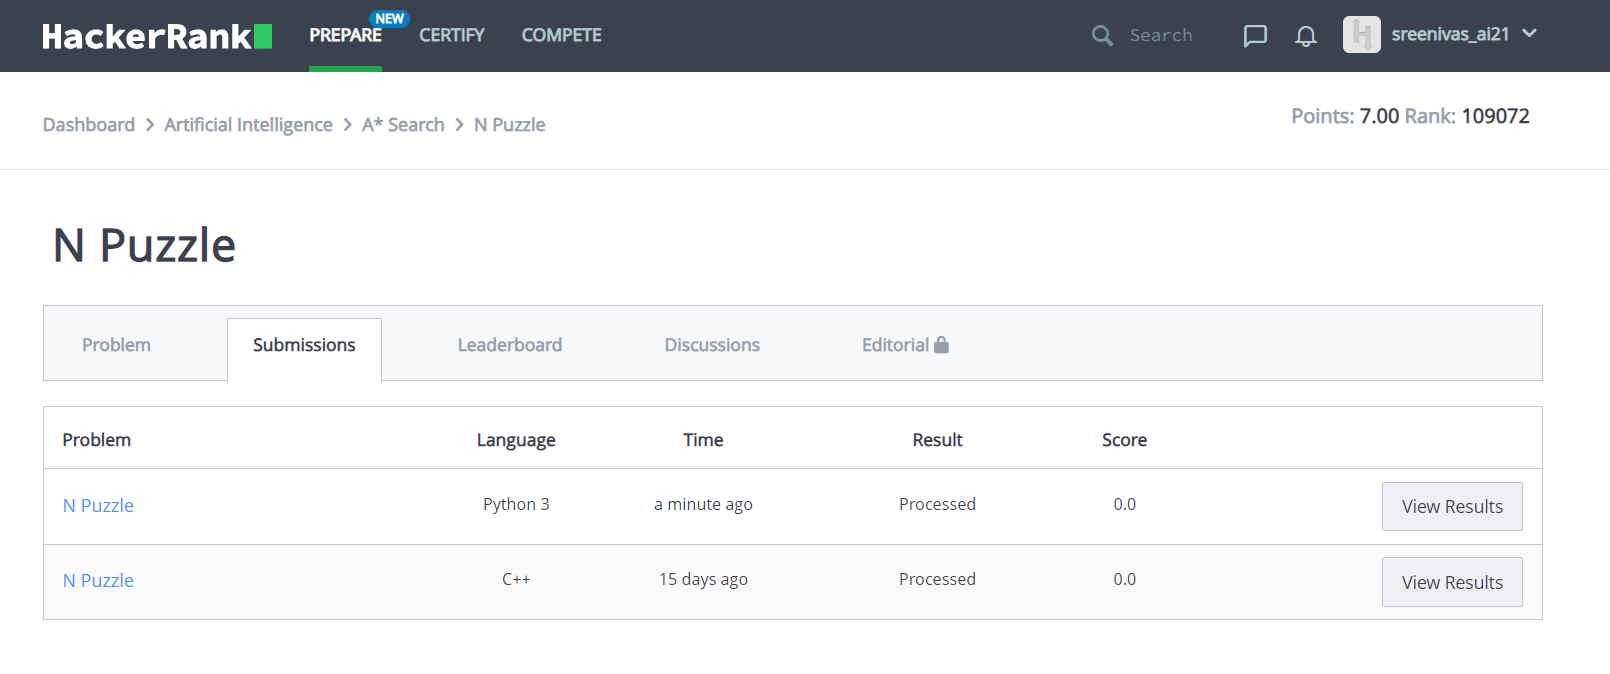 HackerRank PREPARE NEW CERTIFY COMPETE Search sreenivas_ai21
Dashboard > Artificial Intelligence > A* Search > N Puzzle Points: 7.00 Rank: 109072
N Puzzle
Problem Submissions Leaderboard Discussions Editorial
Problem Language Time Result Score
N Puzzle Python 3 a minute ago Processed 0.0 View Results
N Puzzle C++ 15 days ago Processed 0.0 View Results